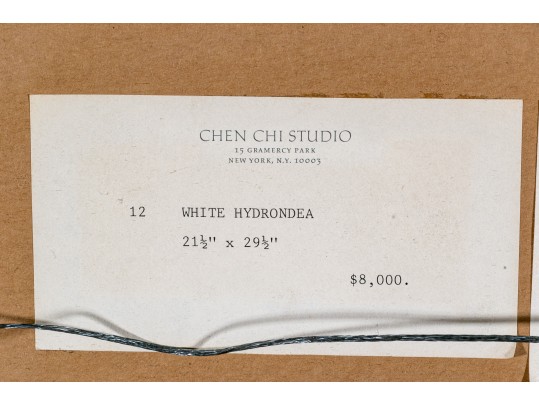 CHEN CHI STUDIO
15 GRAMERCY PARK
NEW YORK, N.Y. 10003
12 WHITE HYDRONDEA
21½" x 29½"
$8,000.